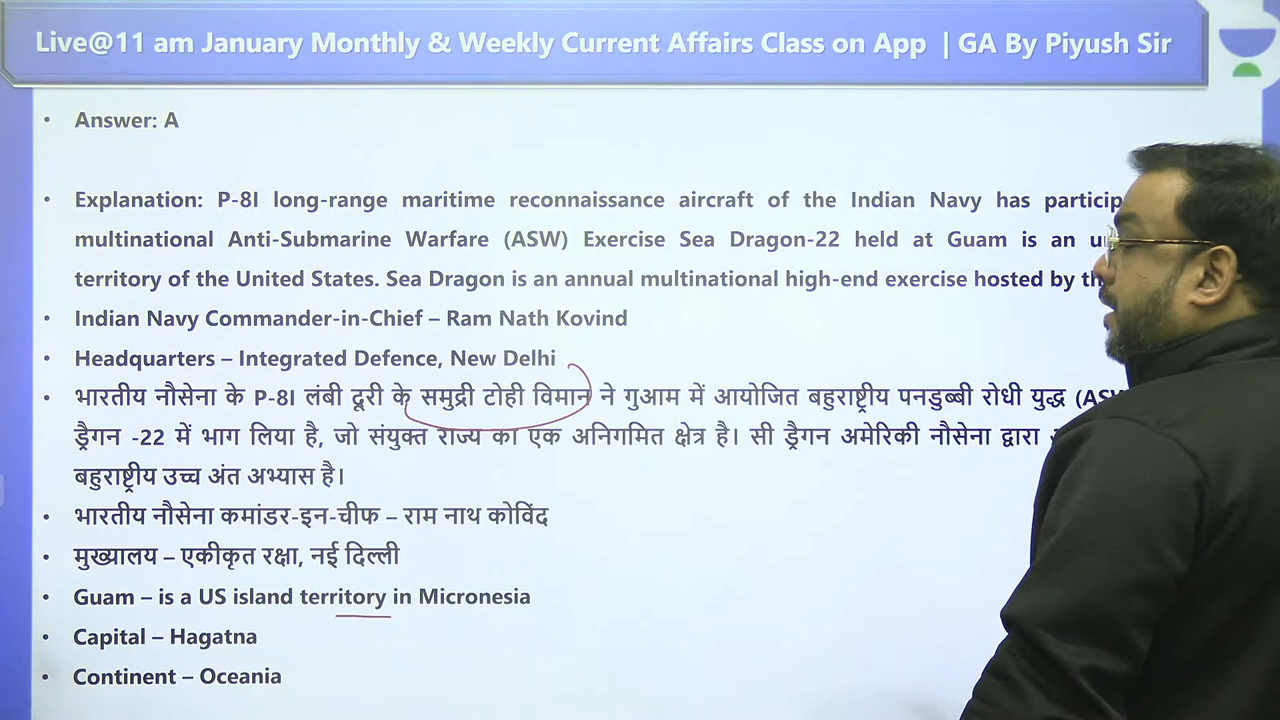 Live@11 am January Monthly & Weekly Current Affairs Class on App | GA By Piyush Sir
• Answer: A
• Explanation: P-8I long-range maritime reconnaissance aircraft of the Indian Navy has
multinational Anti-Submarine Warfare (ASW) Exercise Sea Dragon-22 held at Guam is an
territory of the United States. Sea Dragon is an annual multinational high-end exercise hosted by
• Indian Navy Commander-in-Chief – Ram Nath Kovind
• Headquarters – Integrated Defence, New Delhi
• भारतीय नौसेना के P-8I लंबी दूरी के समुद्री टोही विमान ने गुआम में आयोजित बहुराष्ट्रीय पनडुब्बी रोधी युद्ध
ड्रैगन -22 में भाग लिया है, जो संयुक्त राज्य का एक अनिगमित क्षेत्र है। सी ड्रैगन अमेरिकी नौसेना द्वारा
बहुराष्ट्रीय उच्च अंत अभ्यास है।
• भारतीय नौसेना कमांडर-इन-चीफ – राम नाथ कोविंद
• मुख्यालय – एकीकृत रक्षा, नई दिल्ली
• Guam – is a US island territory in Micronesia
• Capital – Hagatna
• Continent – Oceania